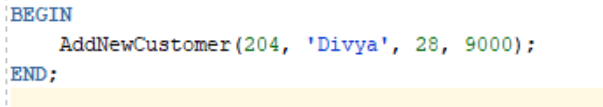 BEGIN
    AddNewCustomer(204, 'Divya', 28, 9000);
END;